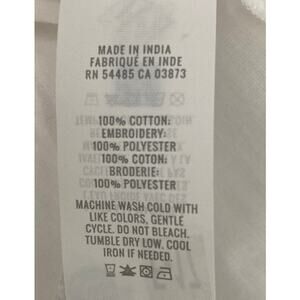 MADE IN INDIA
FABRIQUÉ EN INDE
RN 54485 CA 03873
100% COTTON:
EMBROIDERY:
100% POLYESTER
100% COTON:
BRODERIE:
100% POLYESTER
MACHINE WASH COLD WITH
LIKE COLORS, GENTLE
CYCLE. DO NOT BLEACH.
TUMBLE DRY LOW. COOL
IRON IF NEEDED.